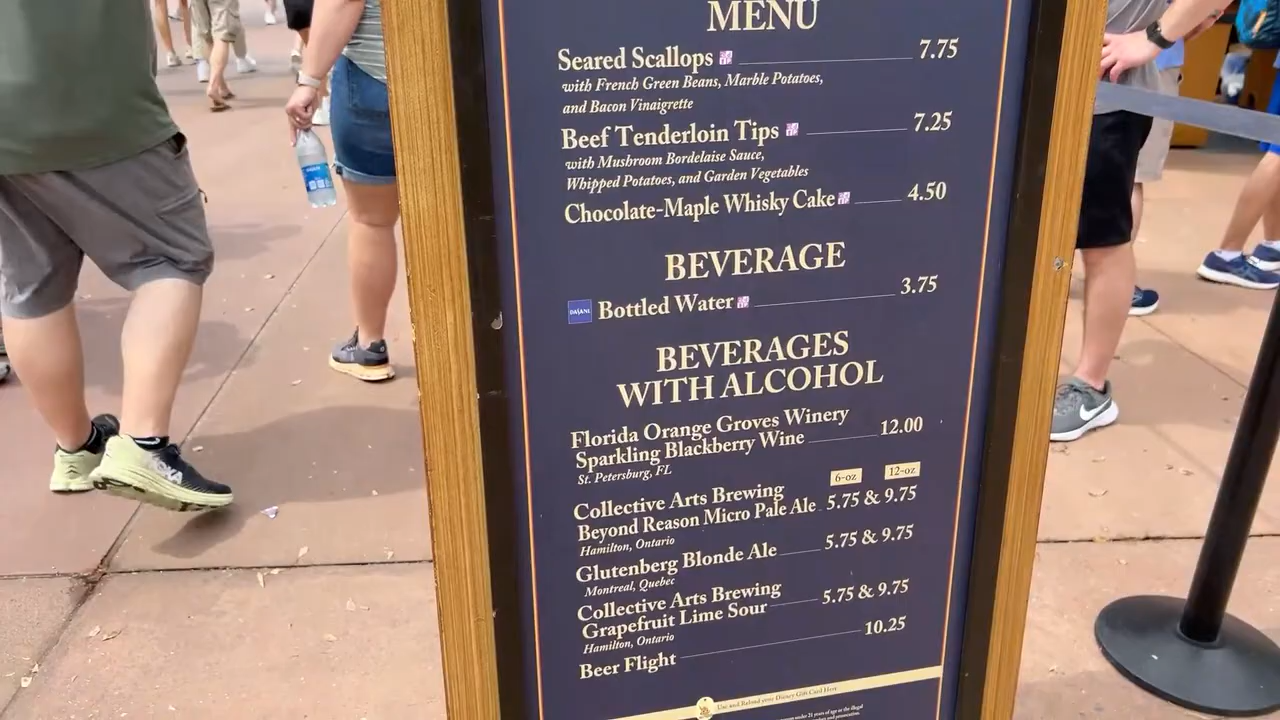 MENU
Seared Scallops 7.75
with French Green Beans, Marble Potatoes,
and Bacon Vinaigrette
Beef Tenderloin Tips 7.25
with Mushroom Bordelaise Sauce,
Whipped Potatoes, and Garden Vegetables
Chocolate-Maple Whisky Cake 4.50
BEVERAGE
DASANI Bottled Water 3.75
BEVERAGES
WITH ALCOHOL
Florida Orange Groves Winery
Sparkling Blackberry Wine 12.00
St. Petersburg, FL
6-oz 12-oz
Collective Arts Brewing
Beyond Reason Micro Pale Ale 5.75 & 9.75
Hamilton, Ontario
Glutenberg Blonde Ale 5.75 & 9.75
Montreal, Quebec
Collective Arts Brewing
Grapefruit Lime Sour 5.75 & 9.75
Hamilton, Ontario
Beer Flight 10.25
Use and Reload your Disney Gift Card Here